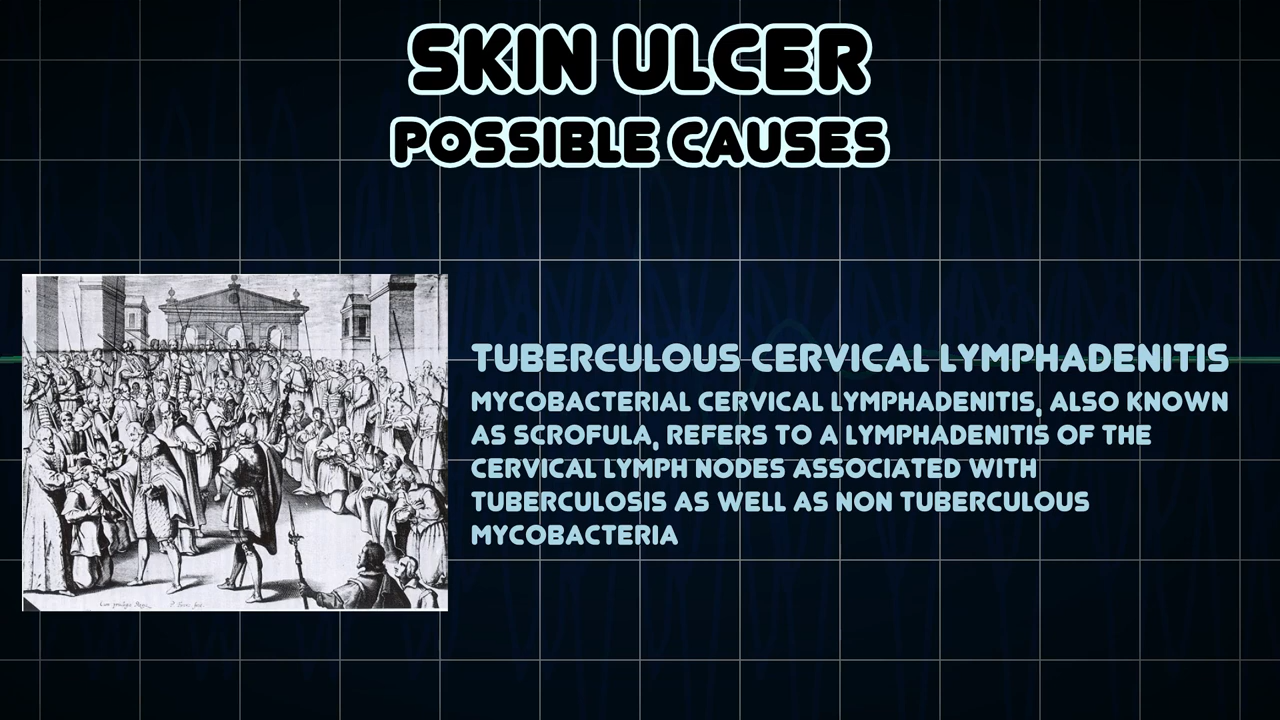 SKIN ULCER
POSSIBLE CAUSES
TUBERCULOUS CERVICAL LYMPHADENITIS
MYCOBACTERIAL CERVICAL LYMPHADENITIS, ALSO KNOWN
AS SCROFULA, REFERS TO A LYMPHADENITIS OF THE
CERVICAL LYMPH NODES ASSOCIATED WITH
TUBERCULOSIS AS WELL AS NON TUBERCULOUS
MYCOBACTERIA